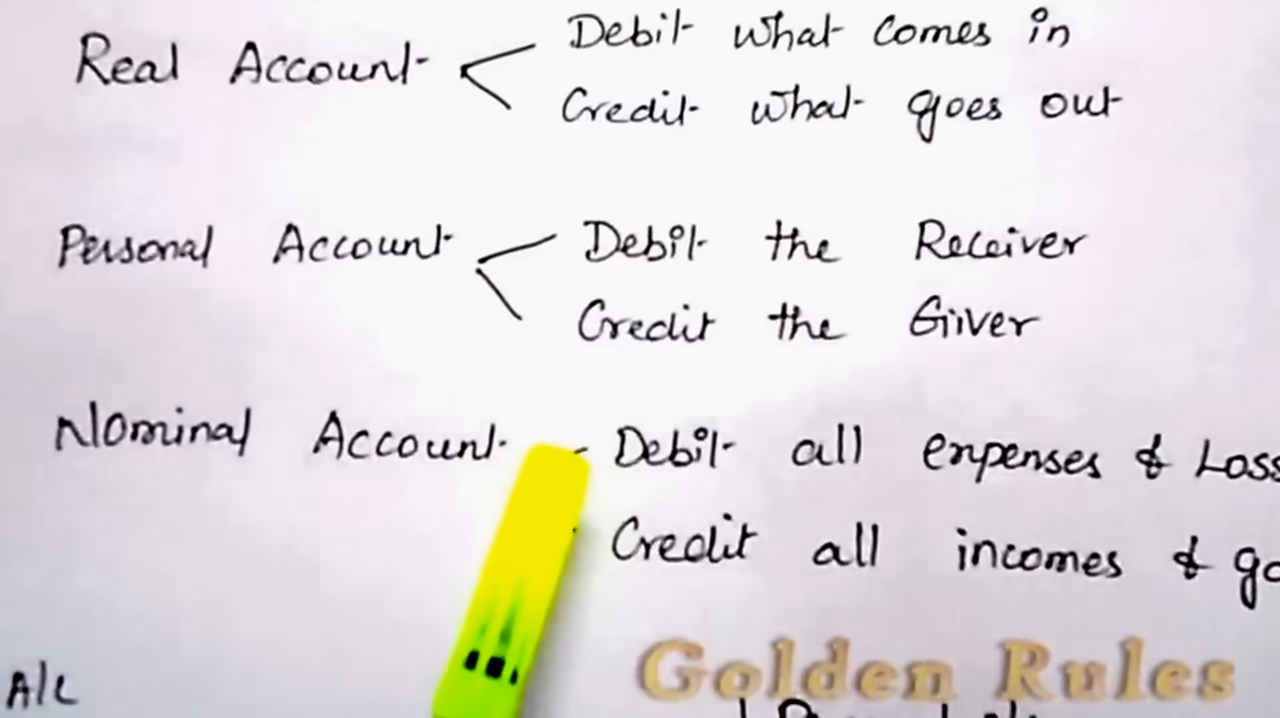 Real Account
Debit what comes in
Credit what goes out
Personal Account
Debit the Receiver
Credit the Giver
Nominal Account
Debit all expenses & Loss
Credit all incomes &
Golden Rules
A/c